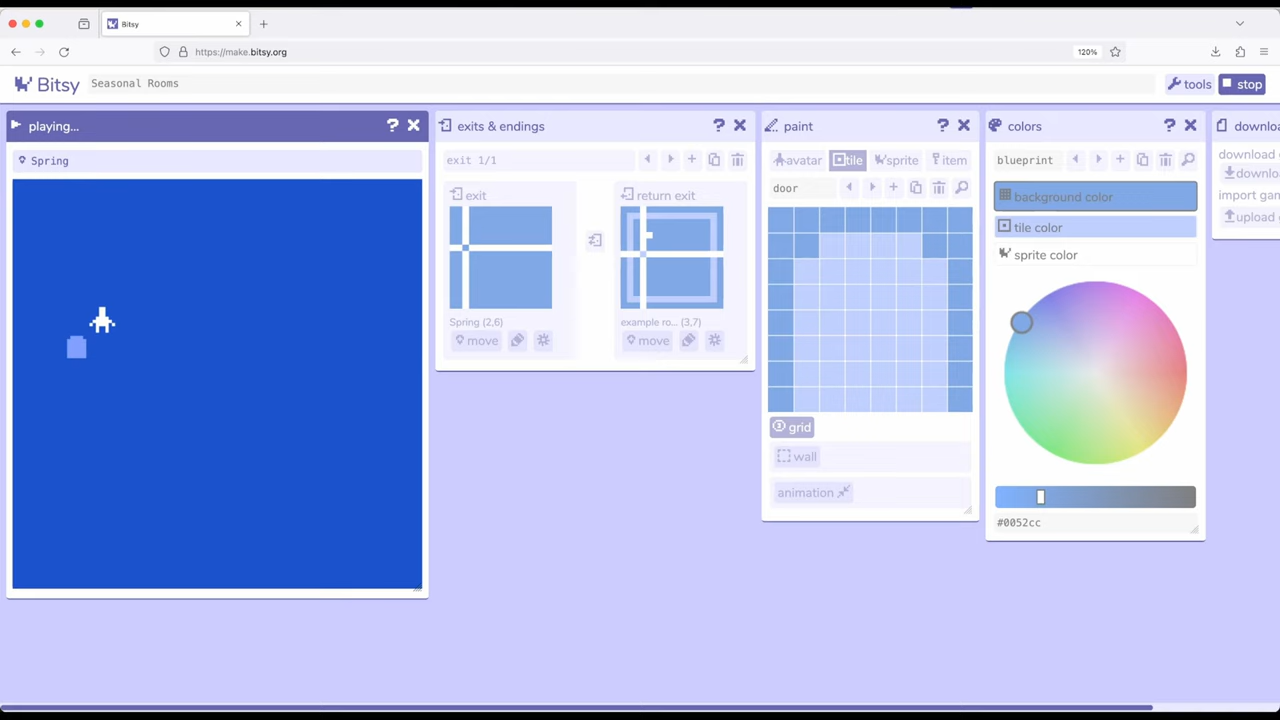 Bitsy
https://make.bitsy.org
120%
Bitsy
Seasonal Rooms
tools
stop
playing...
?
Spring
exits & endings
?
exit 1/1
exit
return exit
Spring (2,6)
example ro... (3,7)
move
move
paint
?
avatar
tile
sprite
item
door
grid
wall
animation
colors
?
blueprint
background color
tile color
sprite color
#0052cc
downloa
download
downloa
import gan
upload